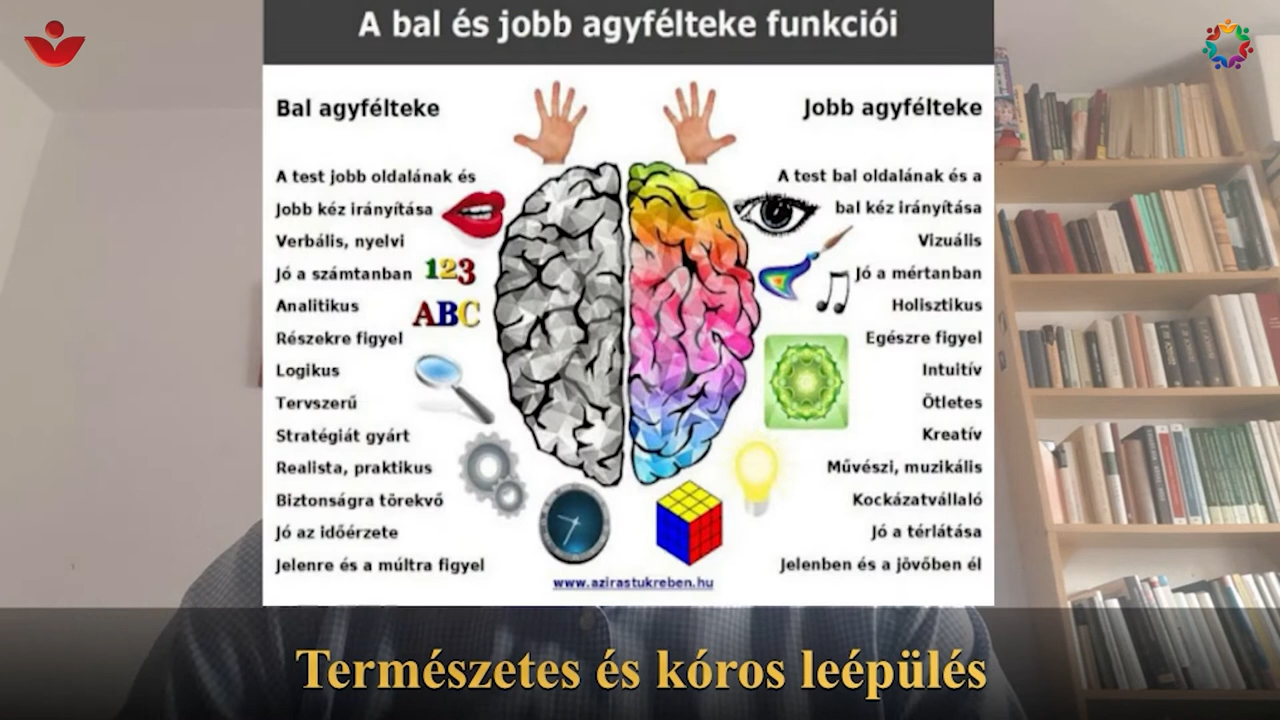 A bal és jobb agyfélteke funkciói
Bal agyfélteke
A test jobb oldalának és
Jobb kéz irányítása
Verbális, nyelvi
Jó a számtanban
123
Analitikus
ABC
Részekre figyel
Logikus
Tervszerű
Stratégiát gyárt
Realista, praktikus
Biztonságra törekvő
Jó az időérzete
Jelenre és a múltra figyel
Jobb agyfélteke
A test bal oldalának és a
bal kéz irányítása
Vizuális
Jó a mértanban
Holisztikus
Egészre figyel
Intuitív
Ötletes
Kreatív
Művészi, muzikális
Kockázatvállaló
Jó a térlátása
Jelenben és a jövőben él
www.azirastukreben.hu
Természetes és kóros leépülés